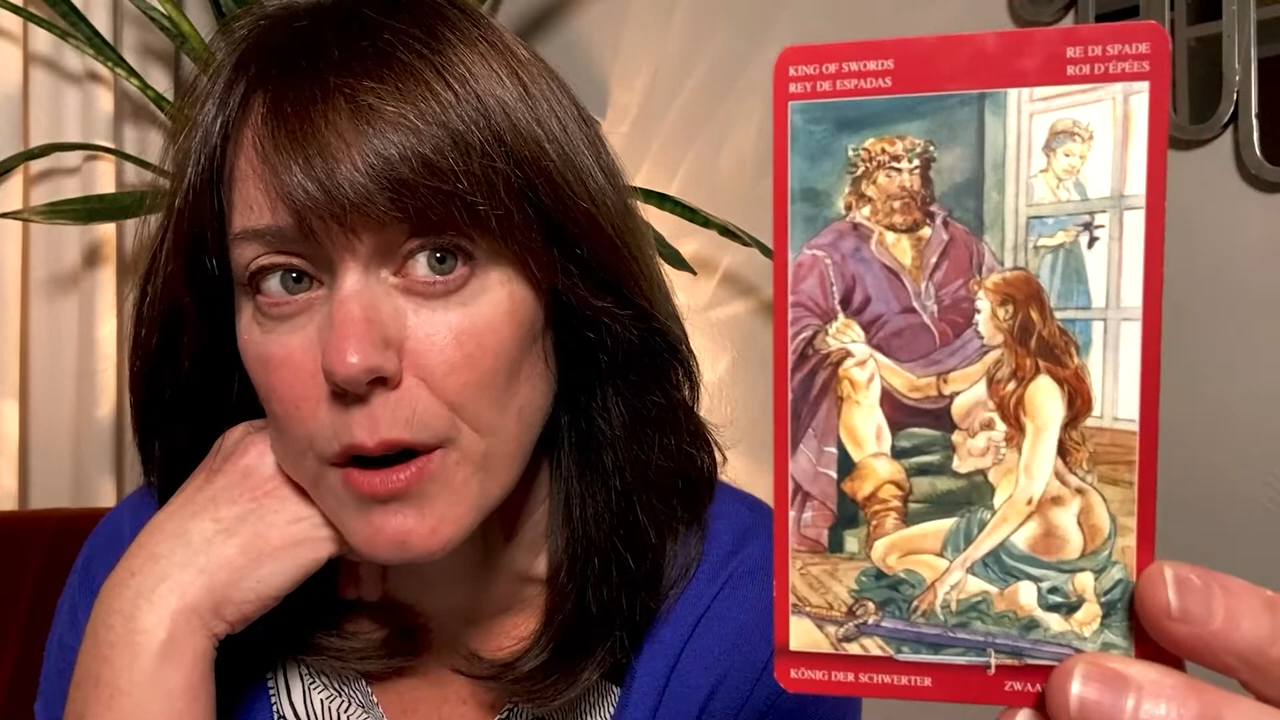 KING OF SWORDS
REY DE ESPADAS
RE DI SPADE
ROI D'ÉPÉES
KÖNIG DER SCHWERTER